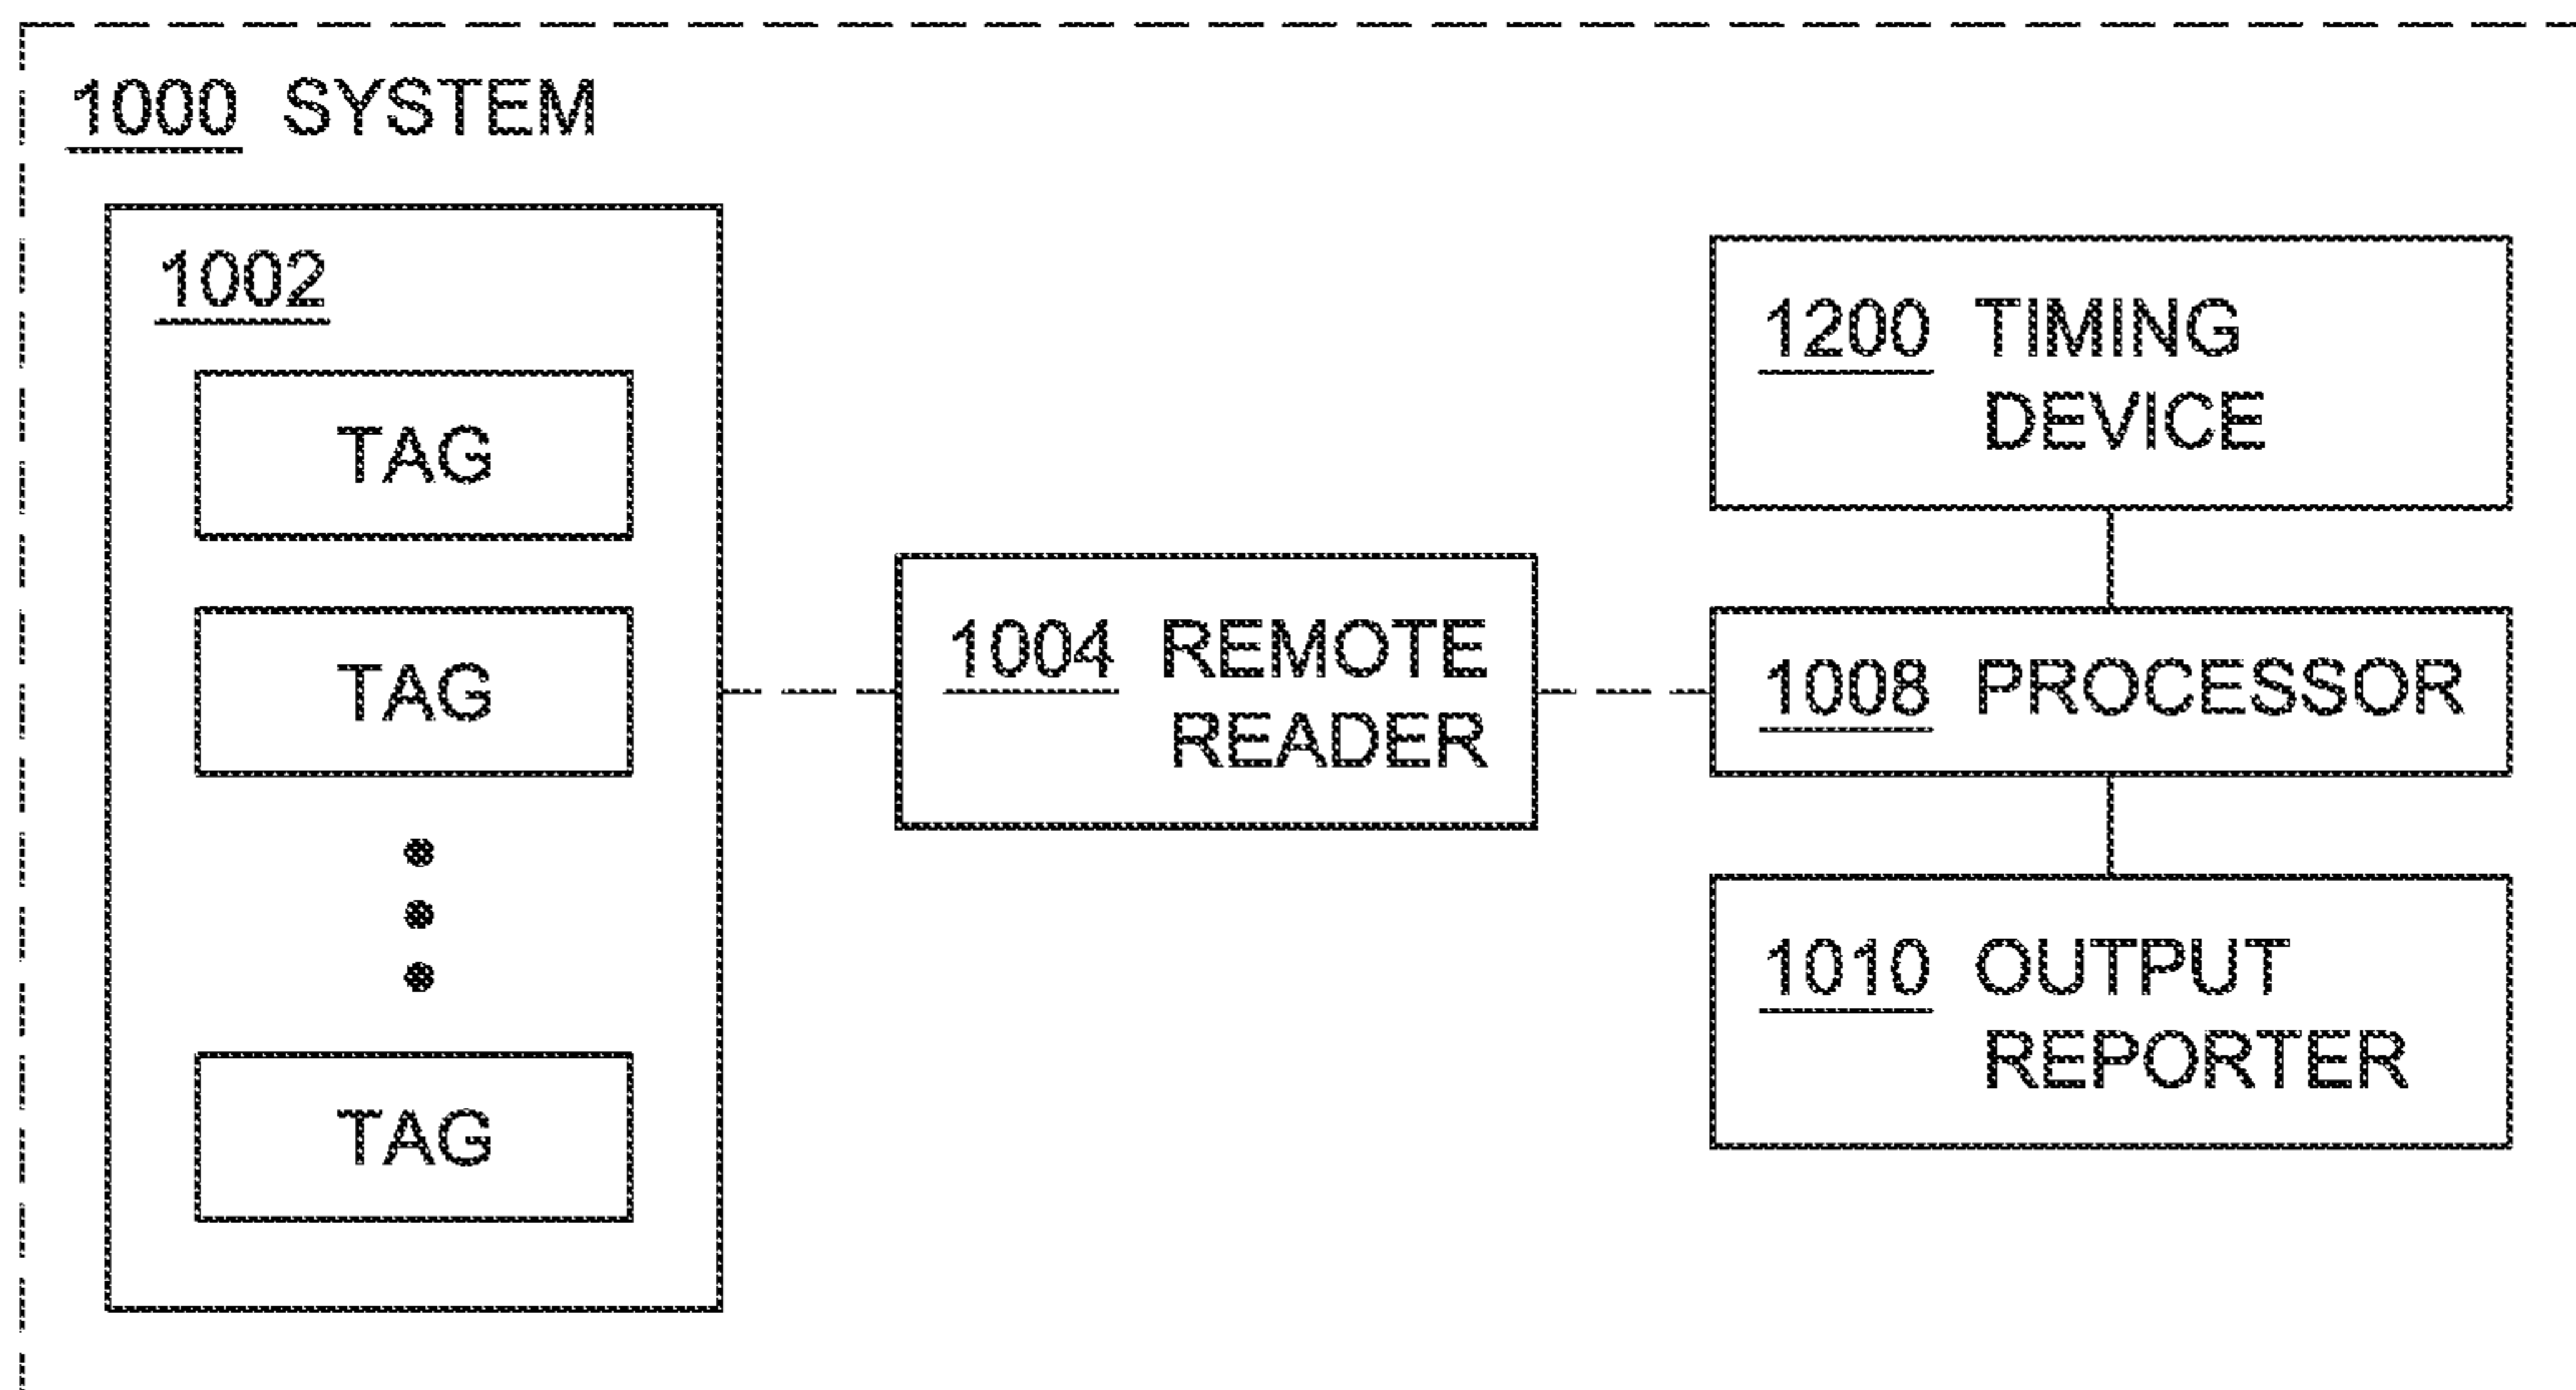 1000 SYSTEM
1002
TAG
TAG
TAG
1004 REMOTE
READER
1200 TIMING
DEVICE
1008 PROCESSOR
1010 OUTPUT
REPORTER